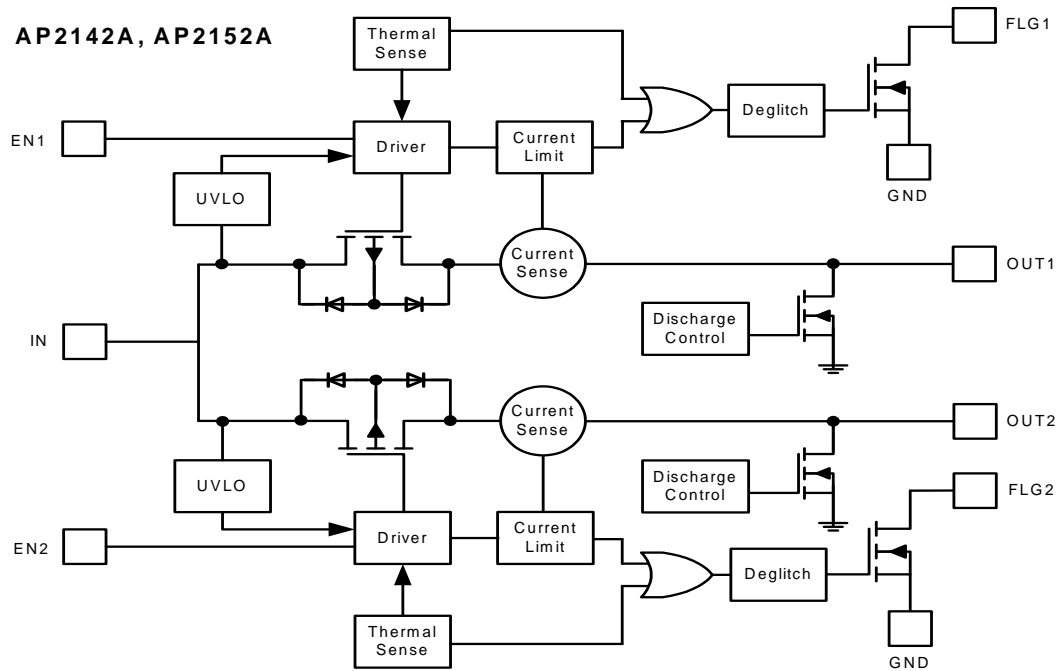 AP2142A, AP2152A
Thermal
Sense
FLG1
Deglitch
EN1
Driver
Current
Limit
GND
UVLO
Current
Sense
OUT1
Discharge
Control
IN
Current
Sense
OUT2
UVLO
Discharge
Control
FLG2
EN2
Driver
Current
Limit
Deglitch
Thermal
Sense
GND